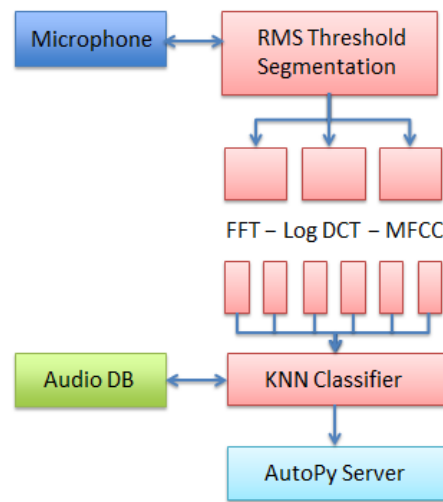 Microphone
RMS Threshold
Segmentation
FFT – Log DCT – MFCC
Audio DB
KNN Classifier
AutoPy Server